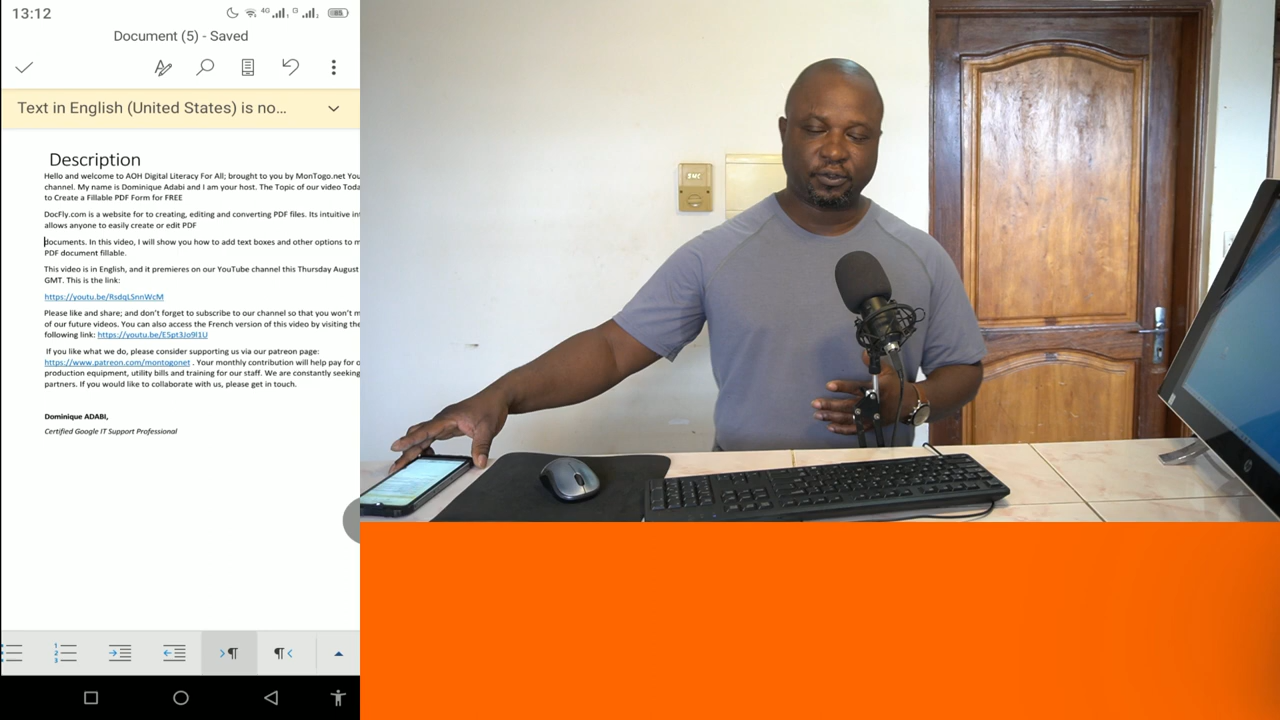 13:12
4G
85
Document (5) - Saved
Text in English (United States) is no...
Description
Hello and welcome to AOH Digital Literacy For All; brought to you by MonTogo.net You
channel. My name is Dominique Adabi and I am your host. The Topic of our video Toda
to Create a Fillable PDF Form for FREE
DocFly.com is a website for to creating, editing and converting PDF files. Its intuitive in
allows anyone to easily create or edit PDF
documents. In this video, I will show you how to add text boxes and other options to m
PDF document fillable.
This video is in English, and it premieres on our YouTube channel this Thursday August
GMT. This is the link:
https://youtu.be/RsdqLSnnWcM
Please like and share; and don't forget to subscribe to our channel so that you won't m
of our future videos. You can also access the French version of this video by visiting the
following link: https://youtu.be/E5pt3Jo9l1U
If you like what we do, please consider supporting us via our patreon page:
https://www.patreon.com/montogonet . Your monthly contribution will help pay for o
production equipment, utility bills and training for our staff. We are constantly seeking
partners. If you would like to collaborate with us, please get in touch.
Dominique ADABI,
Certified Google IT Support Professional